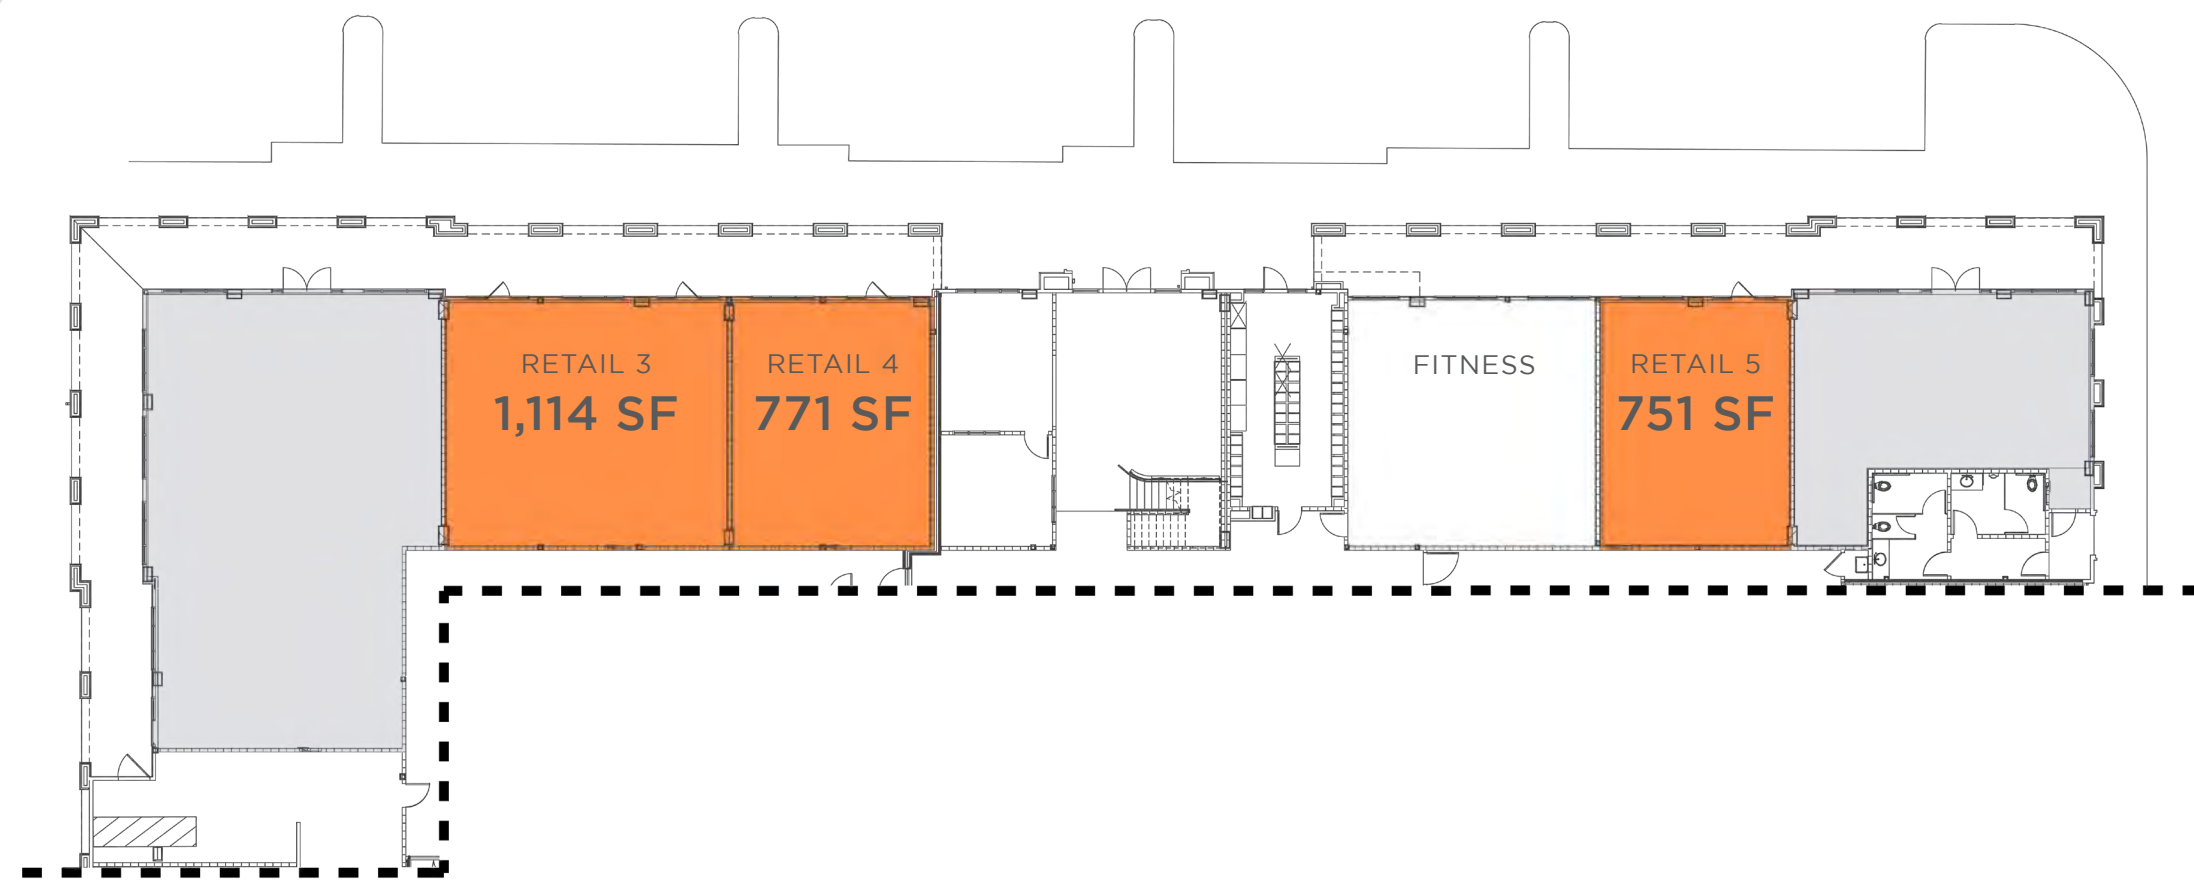 RETAIL 3
1,114 SF
RETAIL 4
771 SF
FITNESS
RETAIL 5
751 SF